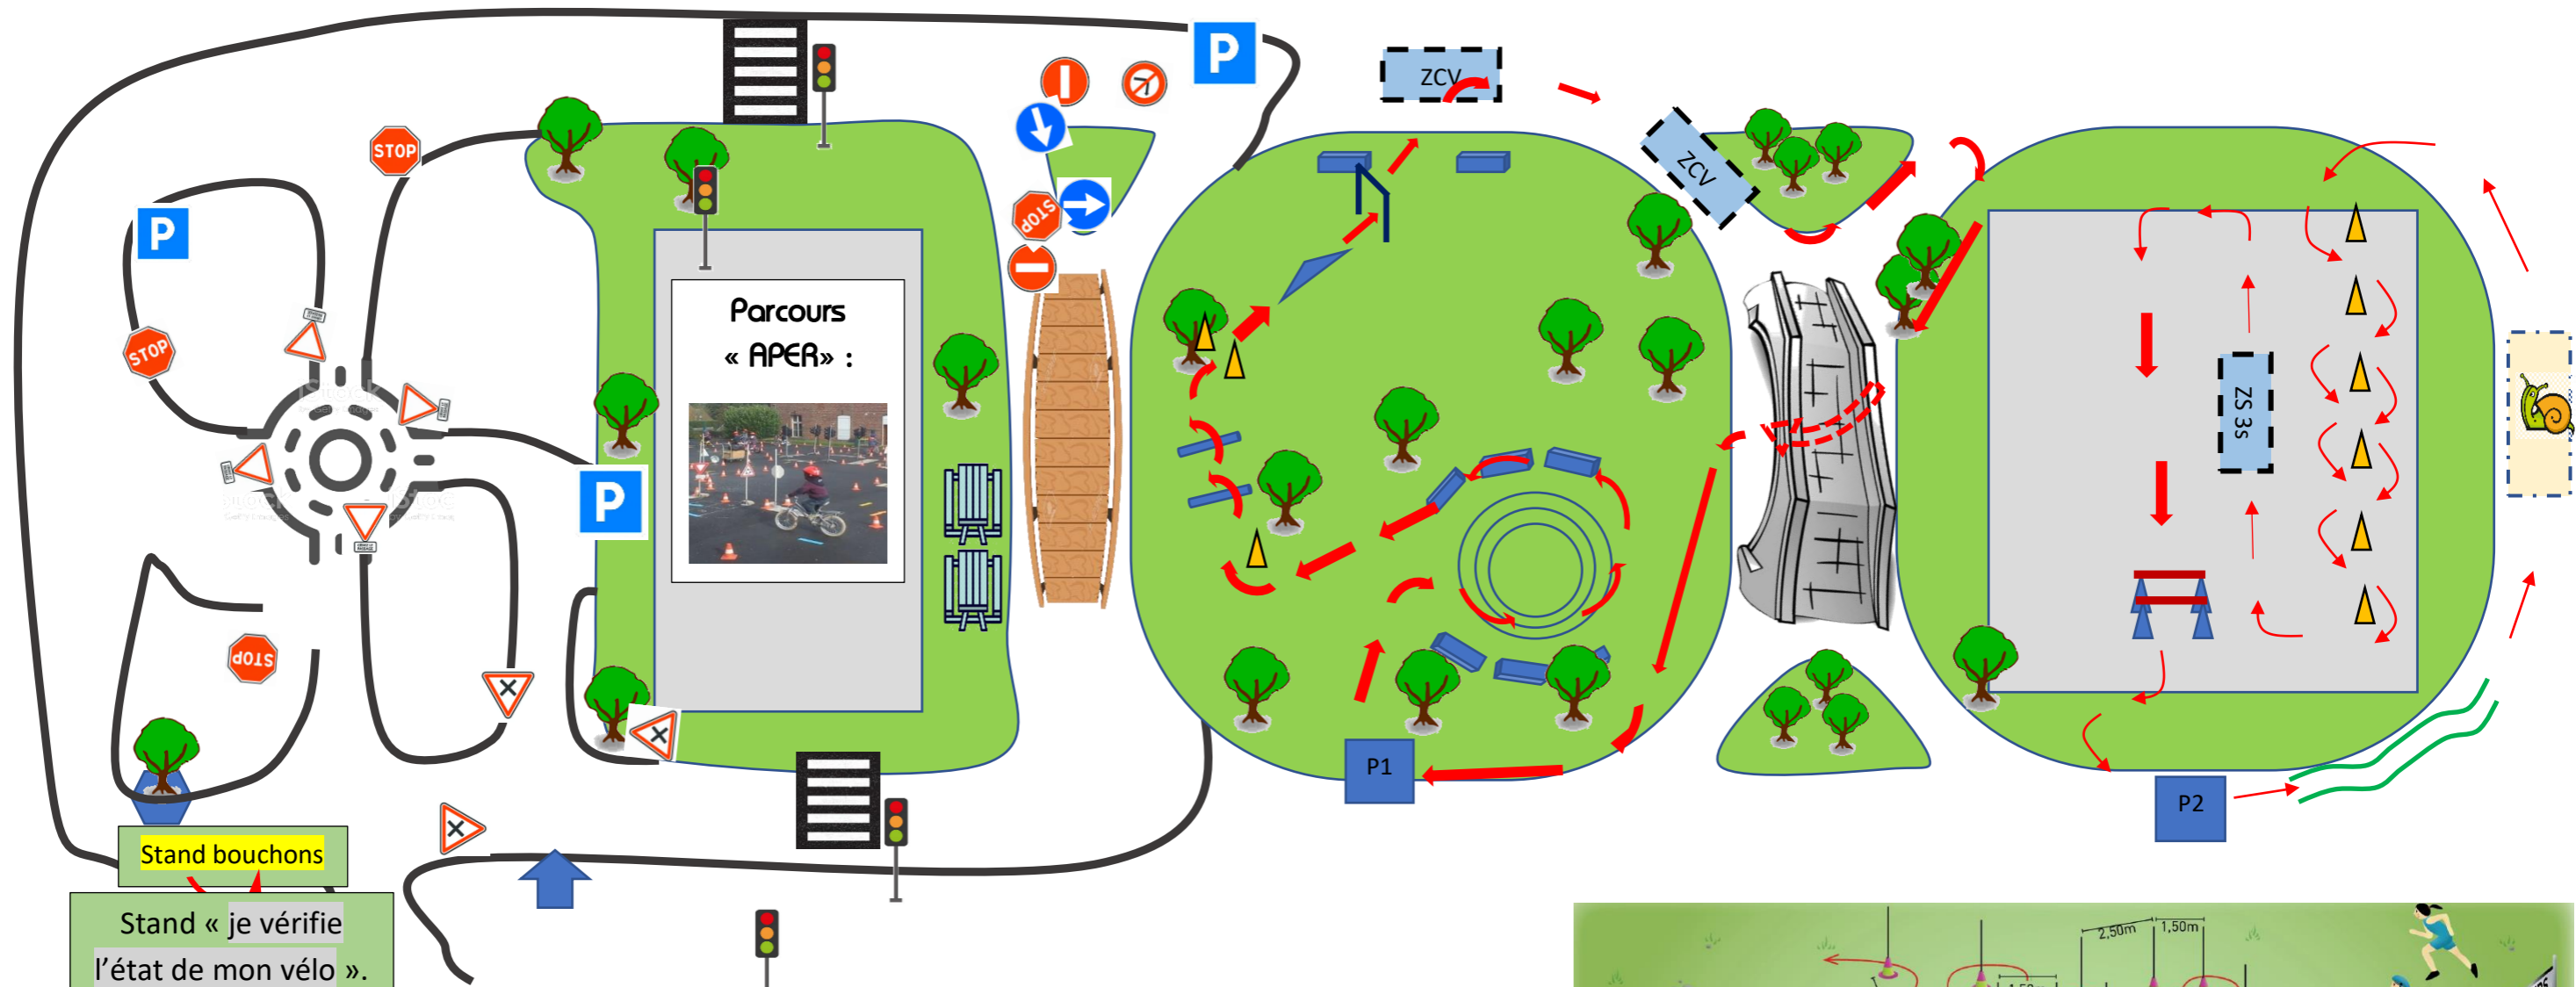 P
ZCV
STOP
ZCV
P
STOP
STOP
Parcours
« APER» :
ZS 3s
P
STOP
P1
P2
Stand bouchons
Stand « je vérifie
l'état de mon vélo ».
2,50m
1,50m